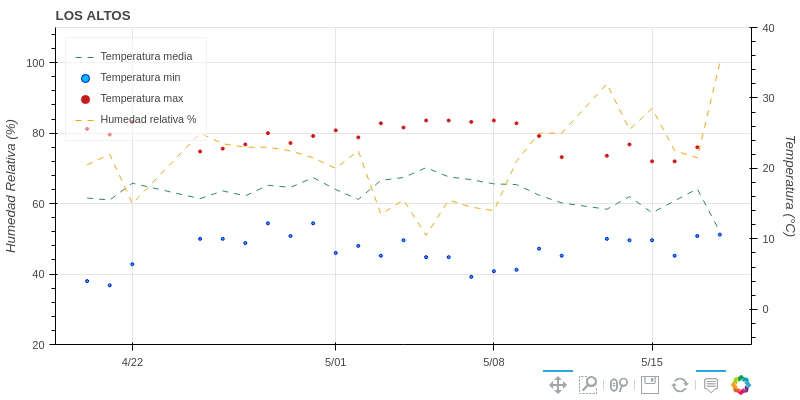 LOS ALTOS
Temperatura media
Temperatura min
Temperatura max
Humedad relativa %
Humedad Relativa (%)
100
80
60
40
20
40
30
20
10
0
Temperatura (°C)
4/22
5/01
5/08
5/15